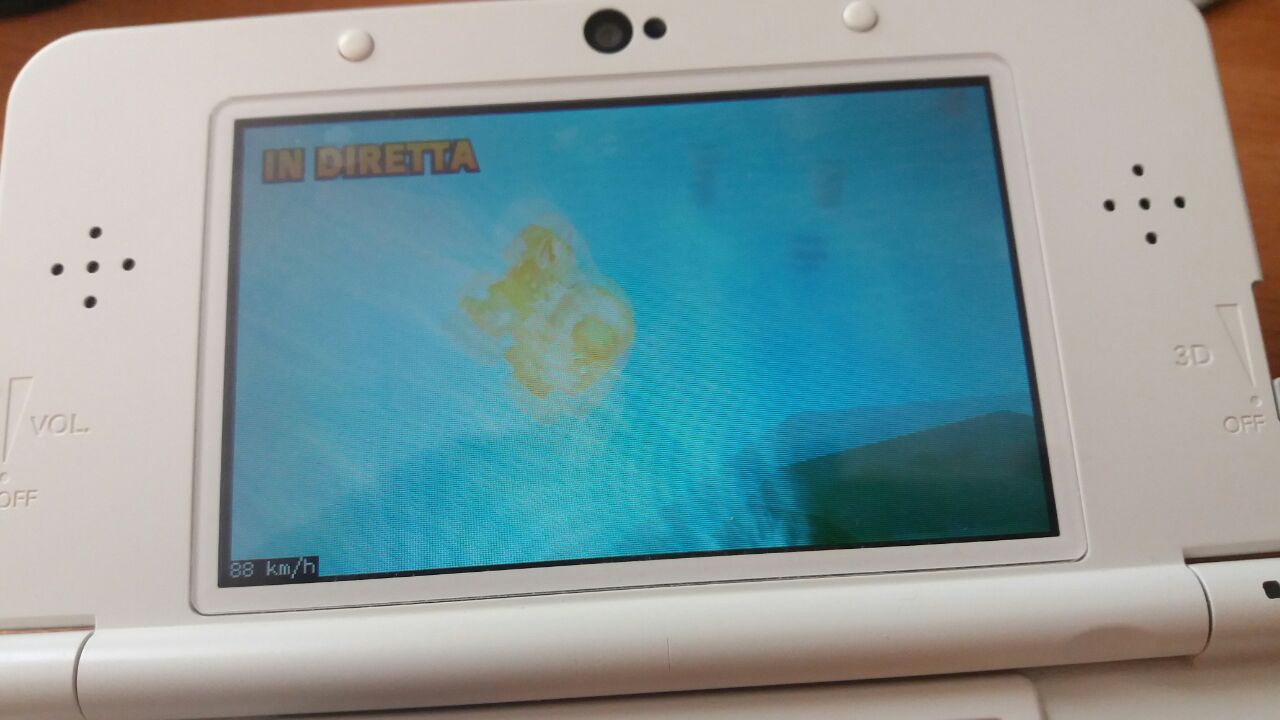 IN DIRETTA
3D
VOL.
OFF
OFF
88 km/h